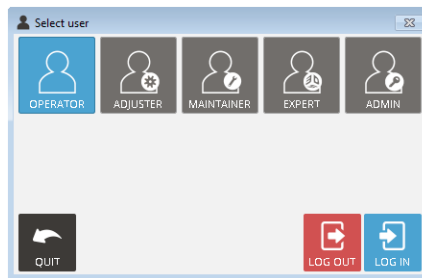 Select user
OPERATOR ADJUSTER MAINTAINER EXPERT ADMIN
QUIT LOG OUT LOG IN